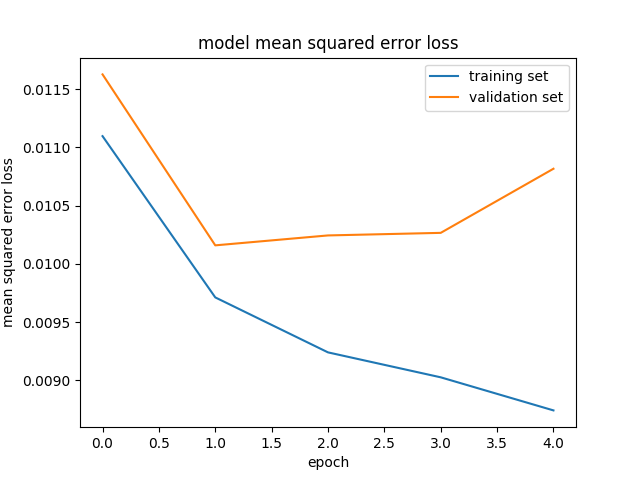 model mean squared error loss
training set
validation set
0.0115
0.0110
0.0105
0.0100
0.0095
0.0090
mean squared error loss
0.0 0.5 1.0 1.5 2.0 2.5 3.0 3.5 4.0
epoch